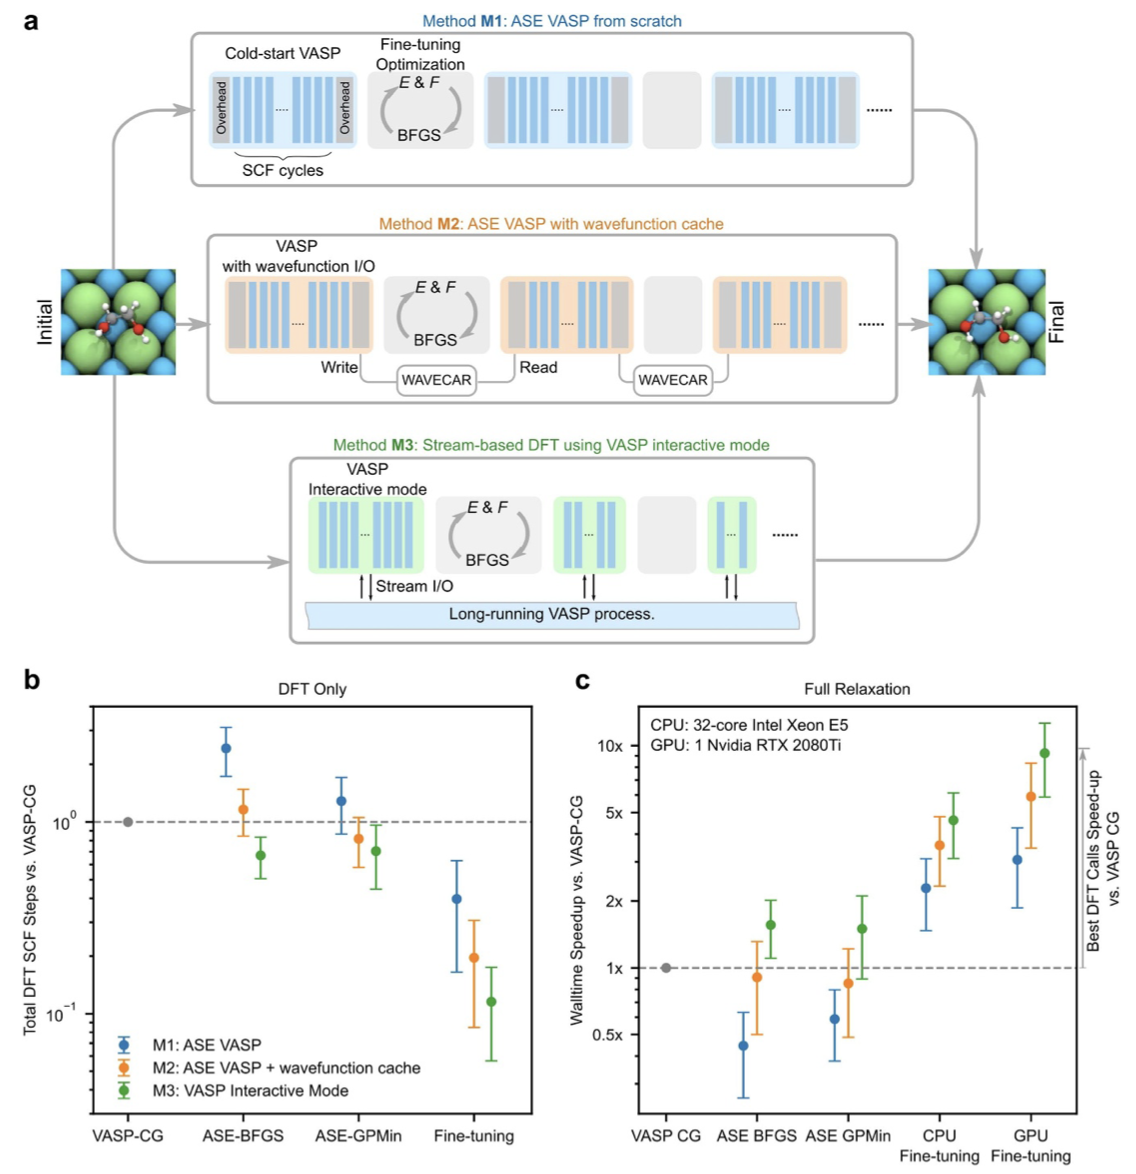 a
Method M1: ASE VASP from scratch
Cold-start VASP
Fine-tuning
Optimization
Overhead
Overhead
E & F
BFGS
....
....
....
......
SCF cycles
Method M2: ASE VASP with wavefunction cache
VASP
with wavefunction I/O
E & F
BFGS
....
....
....
......
Write
WAVECAR
Read
WAVECAR
Initial
Final
Method M3: Stream-based DFT using VASP interactive mode
VASP
Interactive mode
E & F
BFGS
...
...
...
......
Stream I/O
Long-running VASP process.
b
DFT Only
Total DFT SCF Steps vs. VASP-CG
10⁰
10⁻¹
M1: ASE VASP
M2: ASE VASP + wavefunction cache
M3: VASP Interactive Mode
VASP-CG
ASE-BFGS
ASE-GPMin
Fine-tuning
c
Full Relaxation
CPU: 32-core Intel Xeon E5
GPU: 1 Nvidia RTX 2080Ti
Walltime Speedup vs. VASP-CG
10x
5x
2x
1x
0.5x
Best DFT Calls Speed-up
vs. VASP CG
VASP CG
ASE BFGS
ASE GPMin
CPU
Fine-tuning
GPU
Fine-tuning